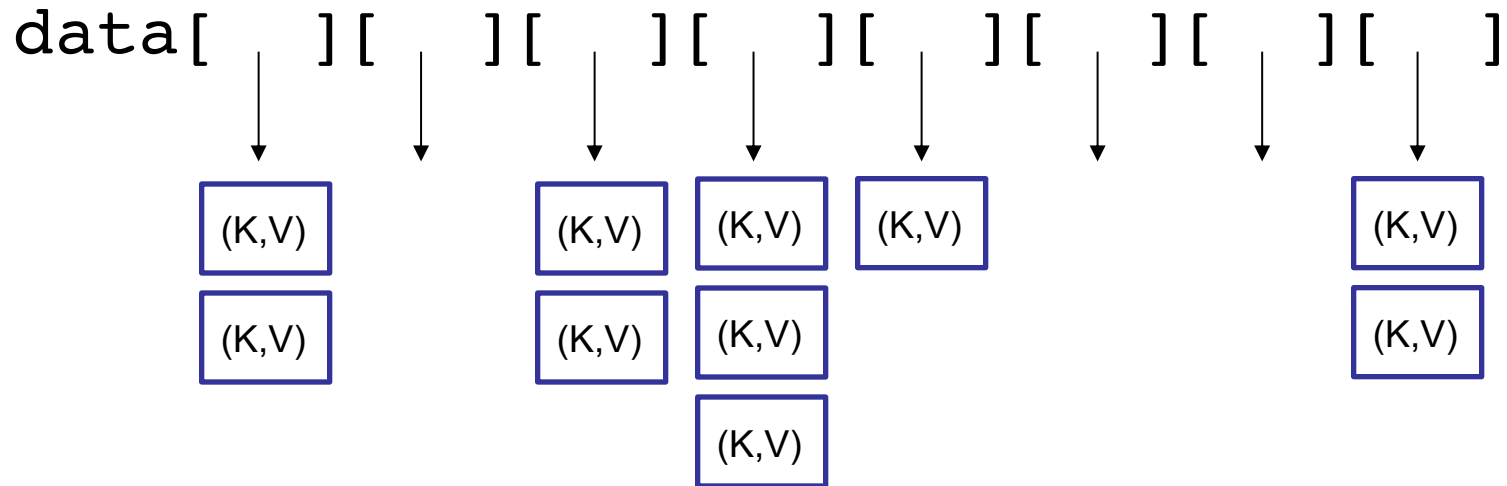 data[ ][ ][ ][ ][ ][ ][ ][ ]
(K,V) (K,V) (K,V) (K,V) (K,V)
(K,V) (K,V) (K,V) (K,V)
(K,V)